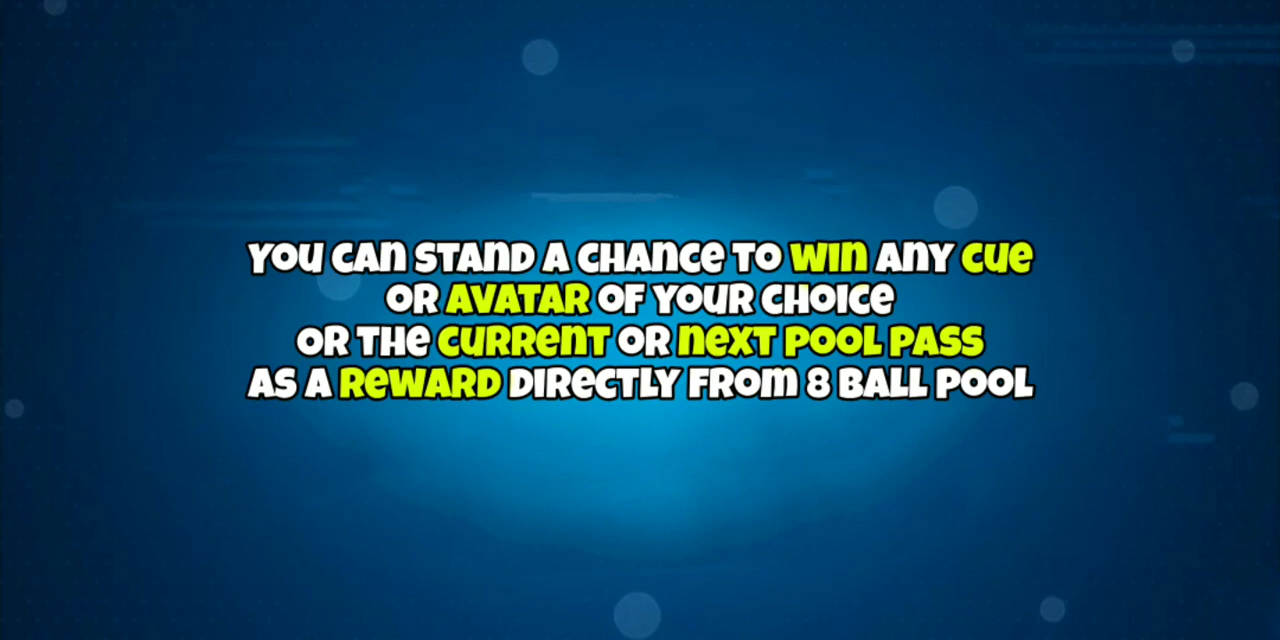 YOU CAN STAND A CHANCE TO WIN ANY CUE
OR AVATAR OF YOUR CHOICE
OR THE CURRENT OR NEXT POOL PASS
AS A REWARD DIRECTLY FROM 8 BALL POOL